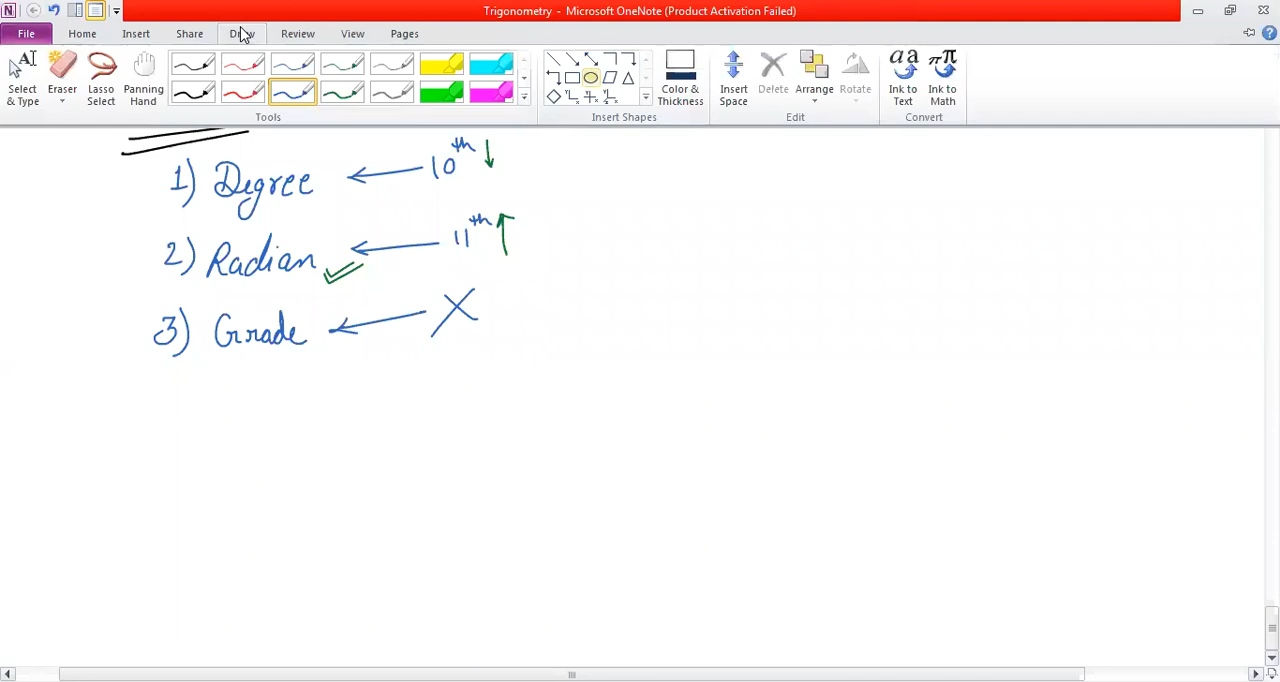 Trigonometry - Microsoft OneNote (Product Activation Failed)
File Home Insert Share Draw Review View Pages
Select & Type
Eraser
Lasso Select
Panning Hand
Color & Thickness
Insert Space
Delete
Arrange
Rotate
Ink to Text
Ink to Math
Tools
Insert Shapes
Edit
Convert
1) Degree ← 10th ↓
2) Radian ← 11th ↑
3) Grade ← X